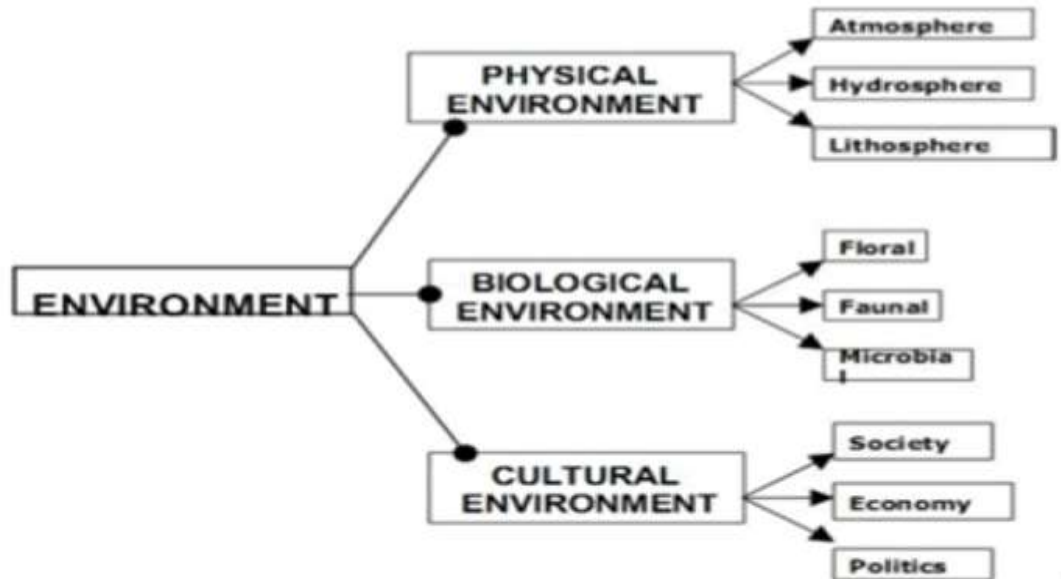 Atmosphere
PHYSICAL
ENVIRONMENT
Hydrosphere
Lithosphere
ENVIRONMENT
BIOLOGICAL
ENVIRONMENT
Floral
Faunal
Microbia
l
CULTURAL
ENVIRONMENT
Society
Economy
Politics